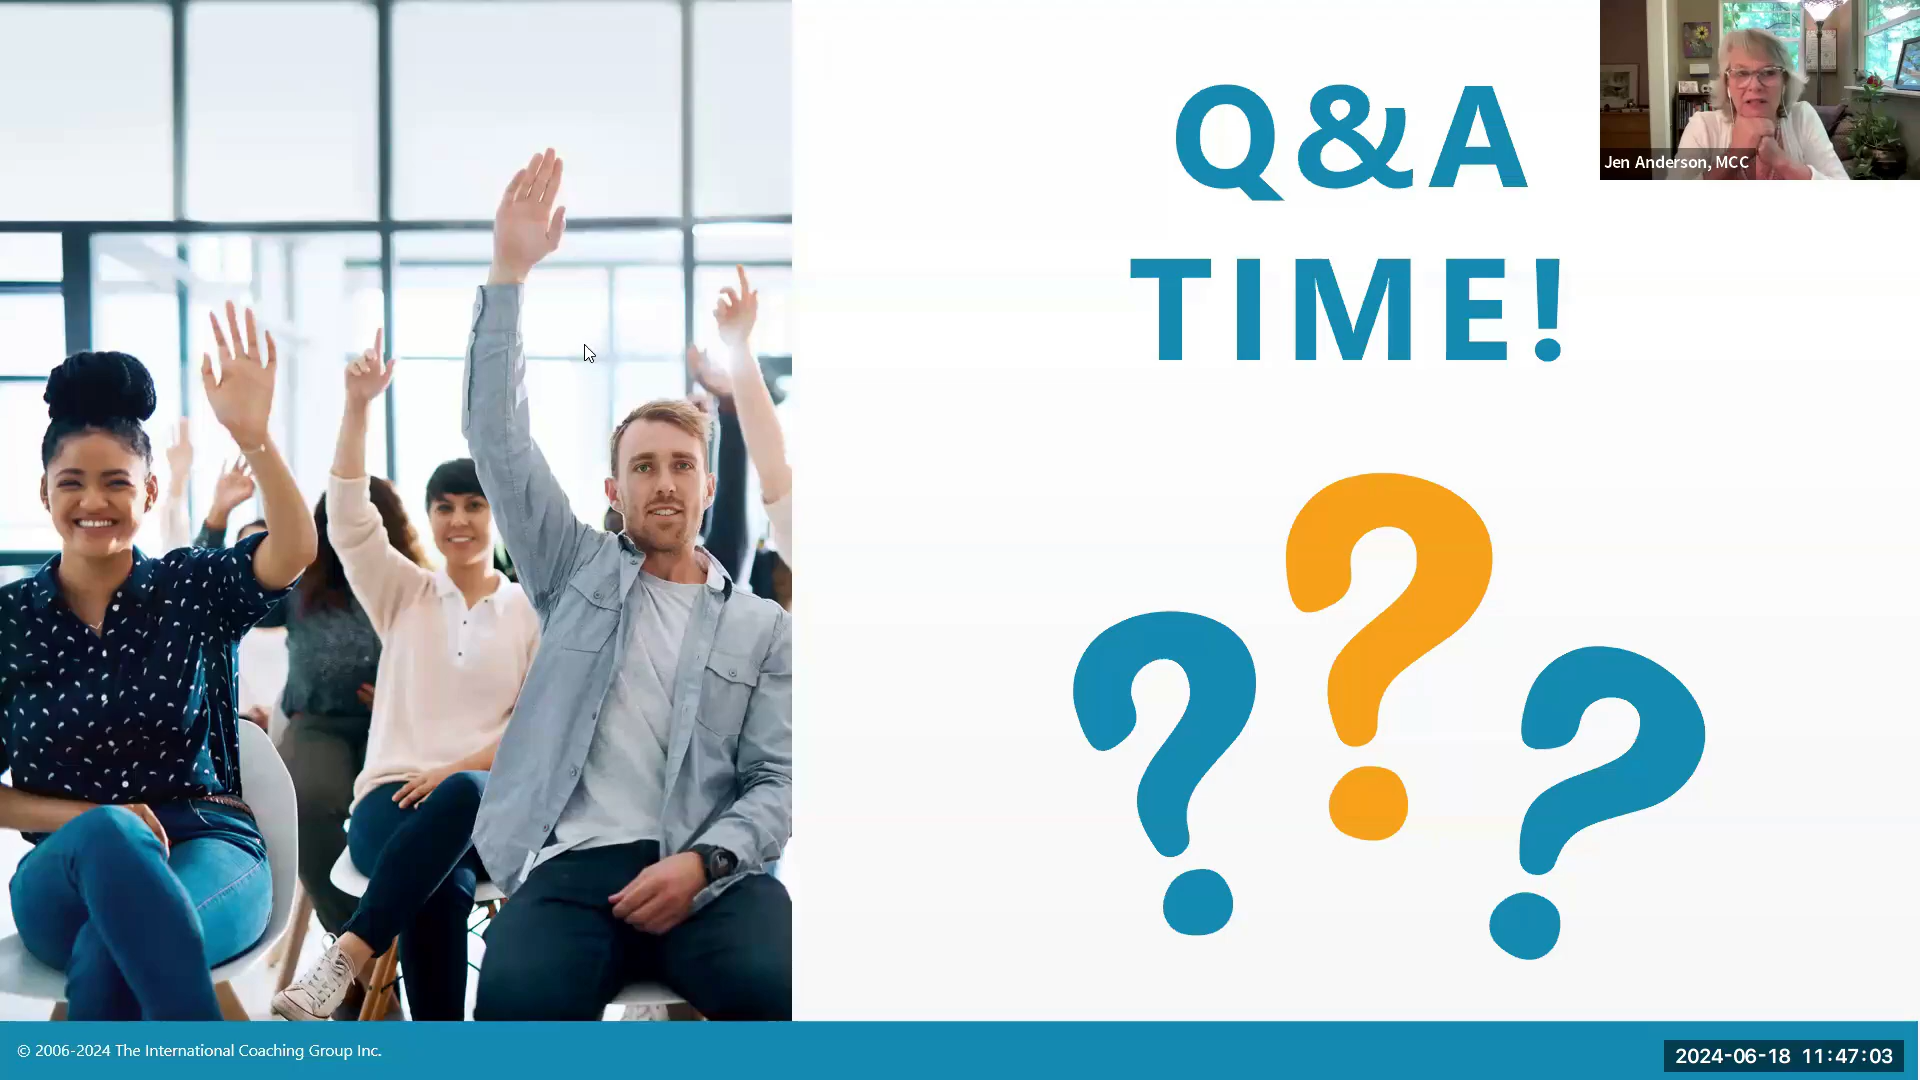 Q&A
TIME!
Jen Anderson, MCC
???
© 2006-2024 The International Coaching Group Inc.
2024-06-18 11:47:03